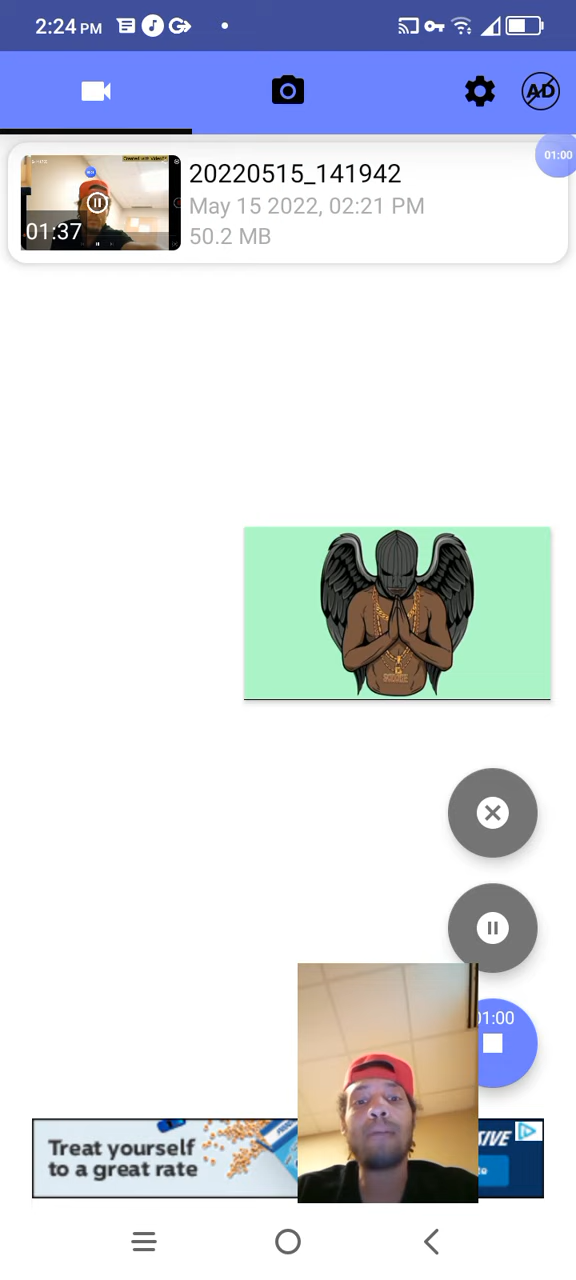 2:24 PM
AD
01:00
20220515_141942
May 15 2022, 02:21 PM
50.2 MB
01:37
01:00
Treat yourself
to a great rate